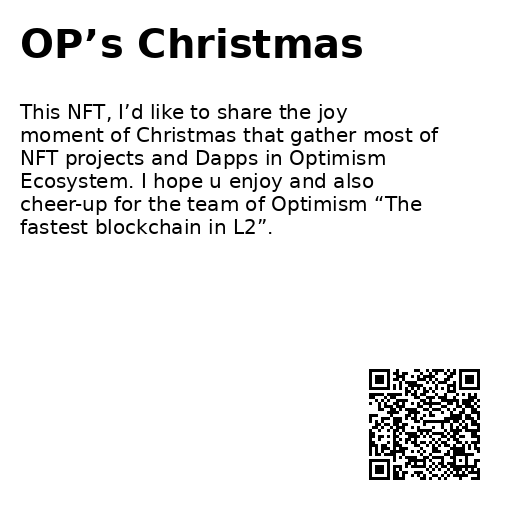 OP’s Christmas
This NFT, I’d like to share the joy
moment of Christmas that gather most of
NFT projects and Dapps in Optimism
Ecosystem. I hope u enjoy and also
cheer-up for the team of Optimism “The
fastest blockchain in L2”.